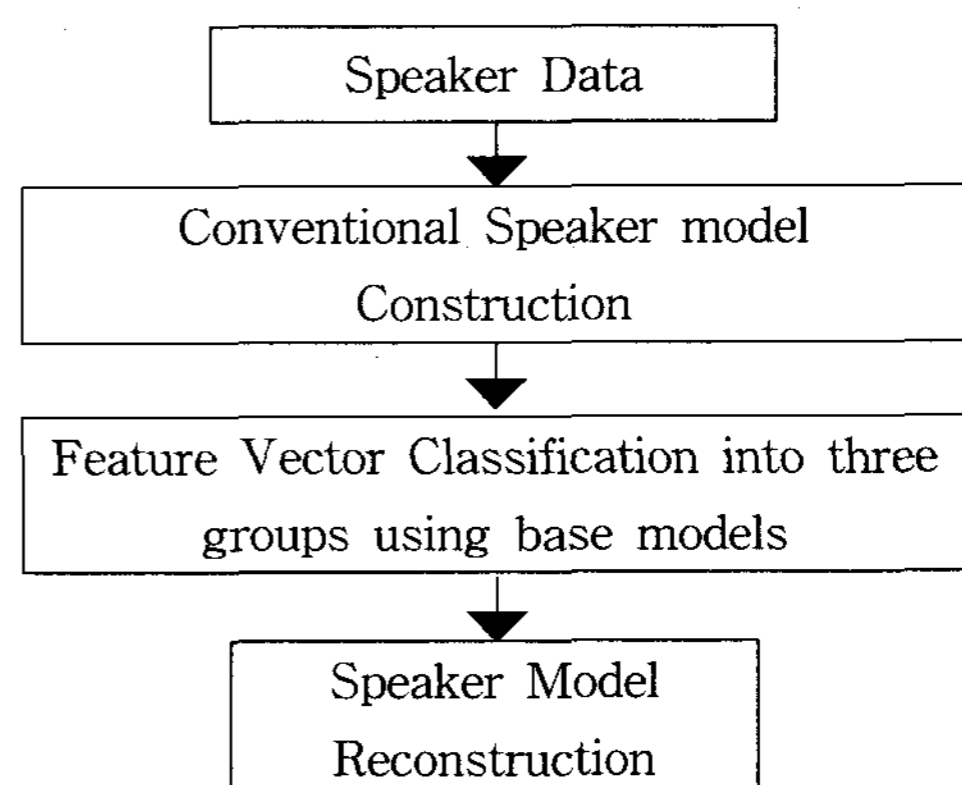 Speaker Data
Conventional Speaker model
Construction
Feature Vector Classification into three
groups using base models
Speaker Model
Reconstruction